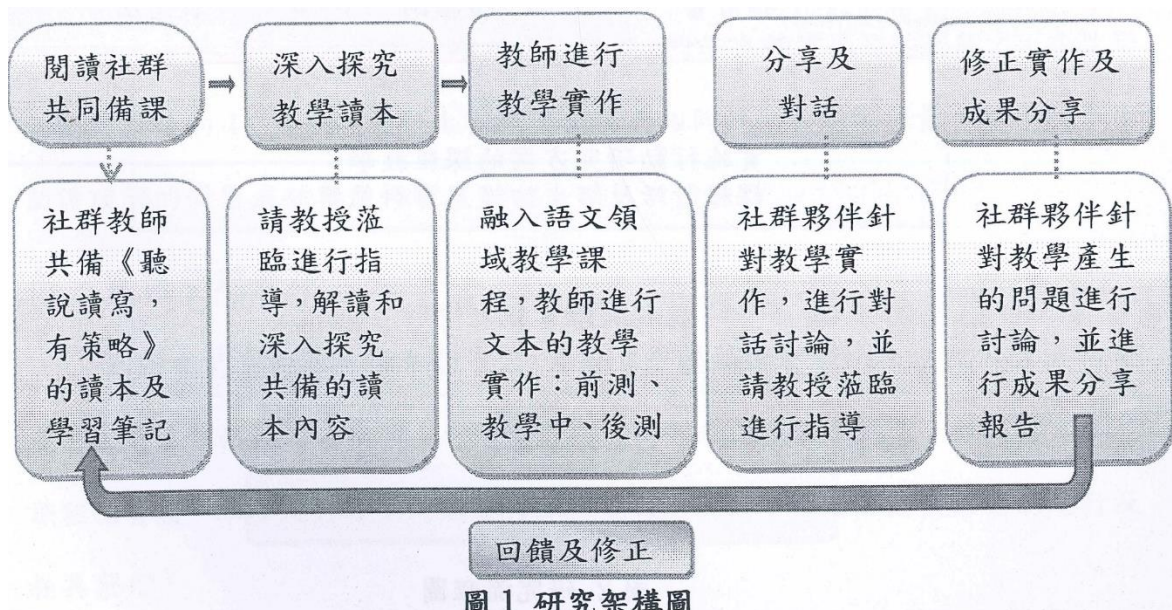 閱讀社群
共同備課
深入探究
教學讀本
教師進行
教學實作
分享及
對話
修正實作及
成果分享
社群教師
共備《聽
說讀寫，
有策略》
的讀本及
學習筆記
請教授蒞
臨進行指
導，解讀和
深入探究
共備的讀
本內容
融入語文領
域教學課
程，教師進行
文本的教學
實作：前測、
教學中、後測
社群夥伴針
對教學實
作，進行對
話討論，並
請教授蒞臨
進行指導
社群夥伴針
對教學產生
的問題進行
討論，並進
行成果分享
報告
回饋及修正
圖 1 研究架構圖